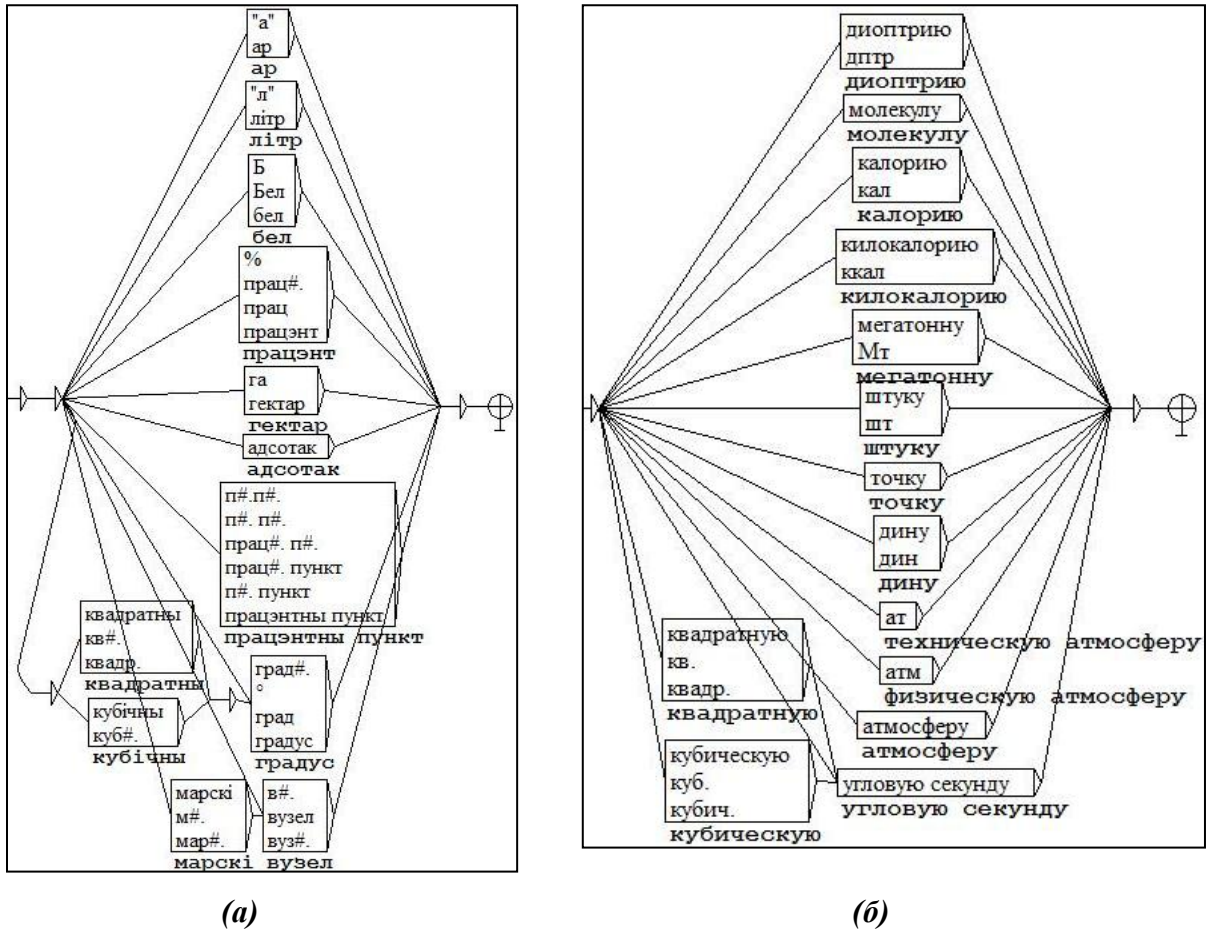 "а"
ар
ар
"л"
літр
літр
Б
Бел
бел
бел
%
прац#.
прац
працэнт
працэнт
га
гектар
гектар
адсотак
адсотак
п#.п#.
п#. п#.
прац#. п#.
прац#. пункт
п#. пункт
працэнтны пункт
працэнтны пункт
квадратны
кв#.
квадр.
квадратны
кубічны
куб#.
кубічны
град#.
°
град
градус
градус
марскі
м#.
мар#.
марскі
в#.
вузел
вуз#.
вузел
(а)
диоптрию
дптр
диоптрию
молекулу
молекулу
калорию
кал
калорию
килокалорию
ккал
килокалорию
мегатонну
Мт
мегатонну
штуку
шт
штуку
точку
точку
дину
дин
дину
ат
техническую атмосферу
атм
физическую атмосферу
атмосферу
атмосферу
квадратную
кв.
квадр.
квадратную
кубическую
куб.
кубич.
кубическую
угловую секунду
угловую секунду
(б)